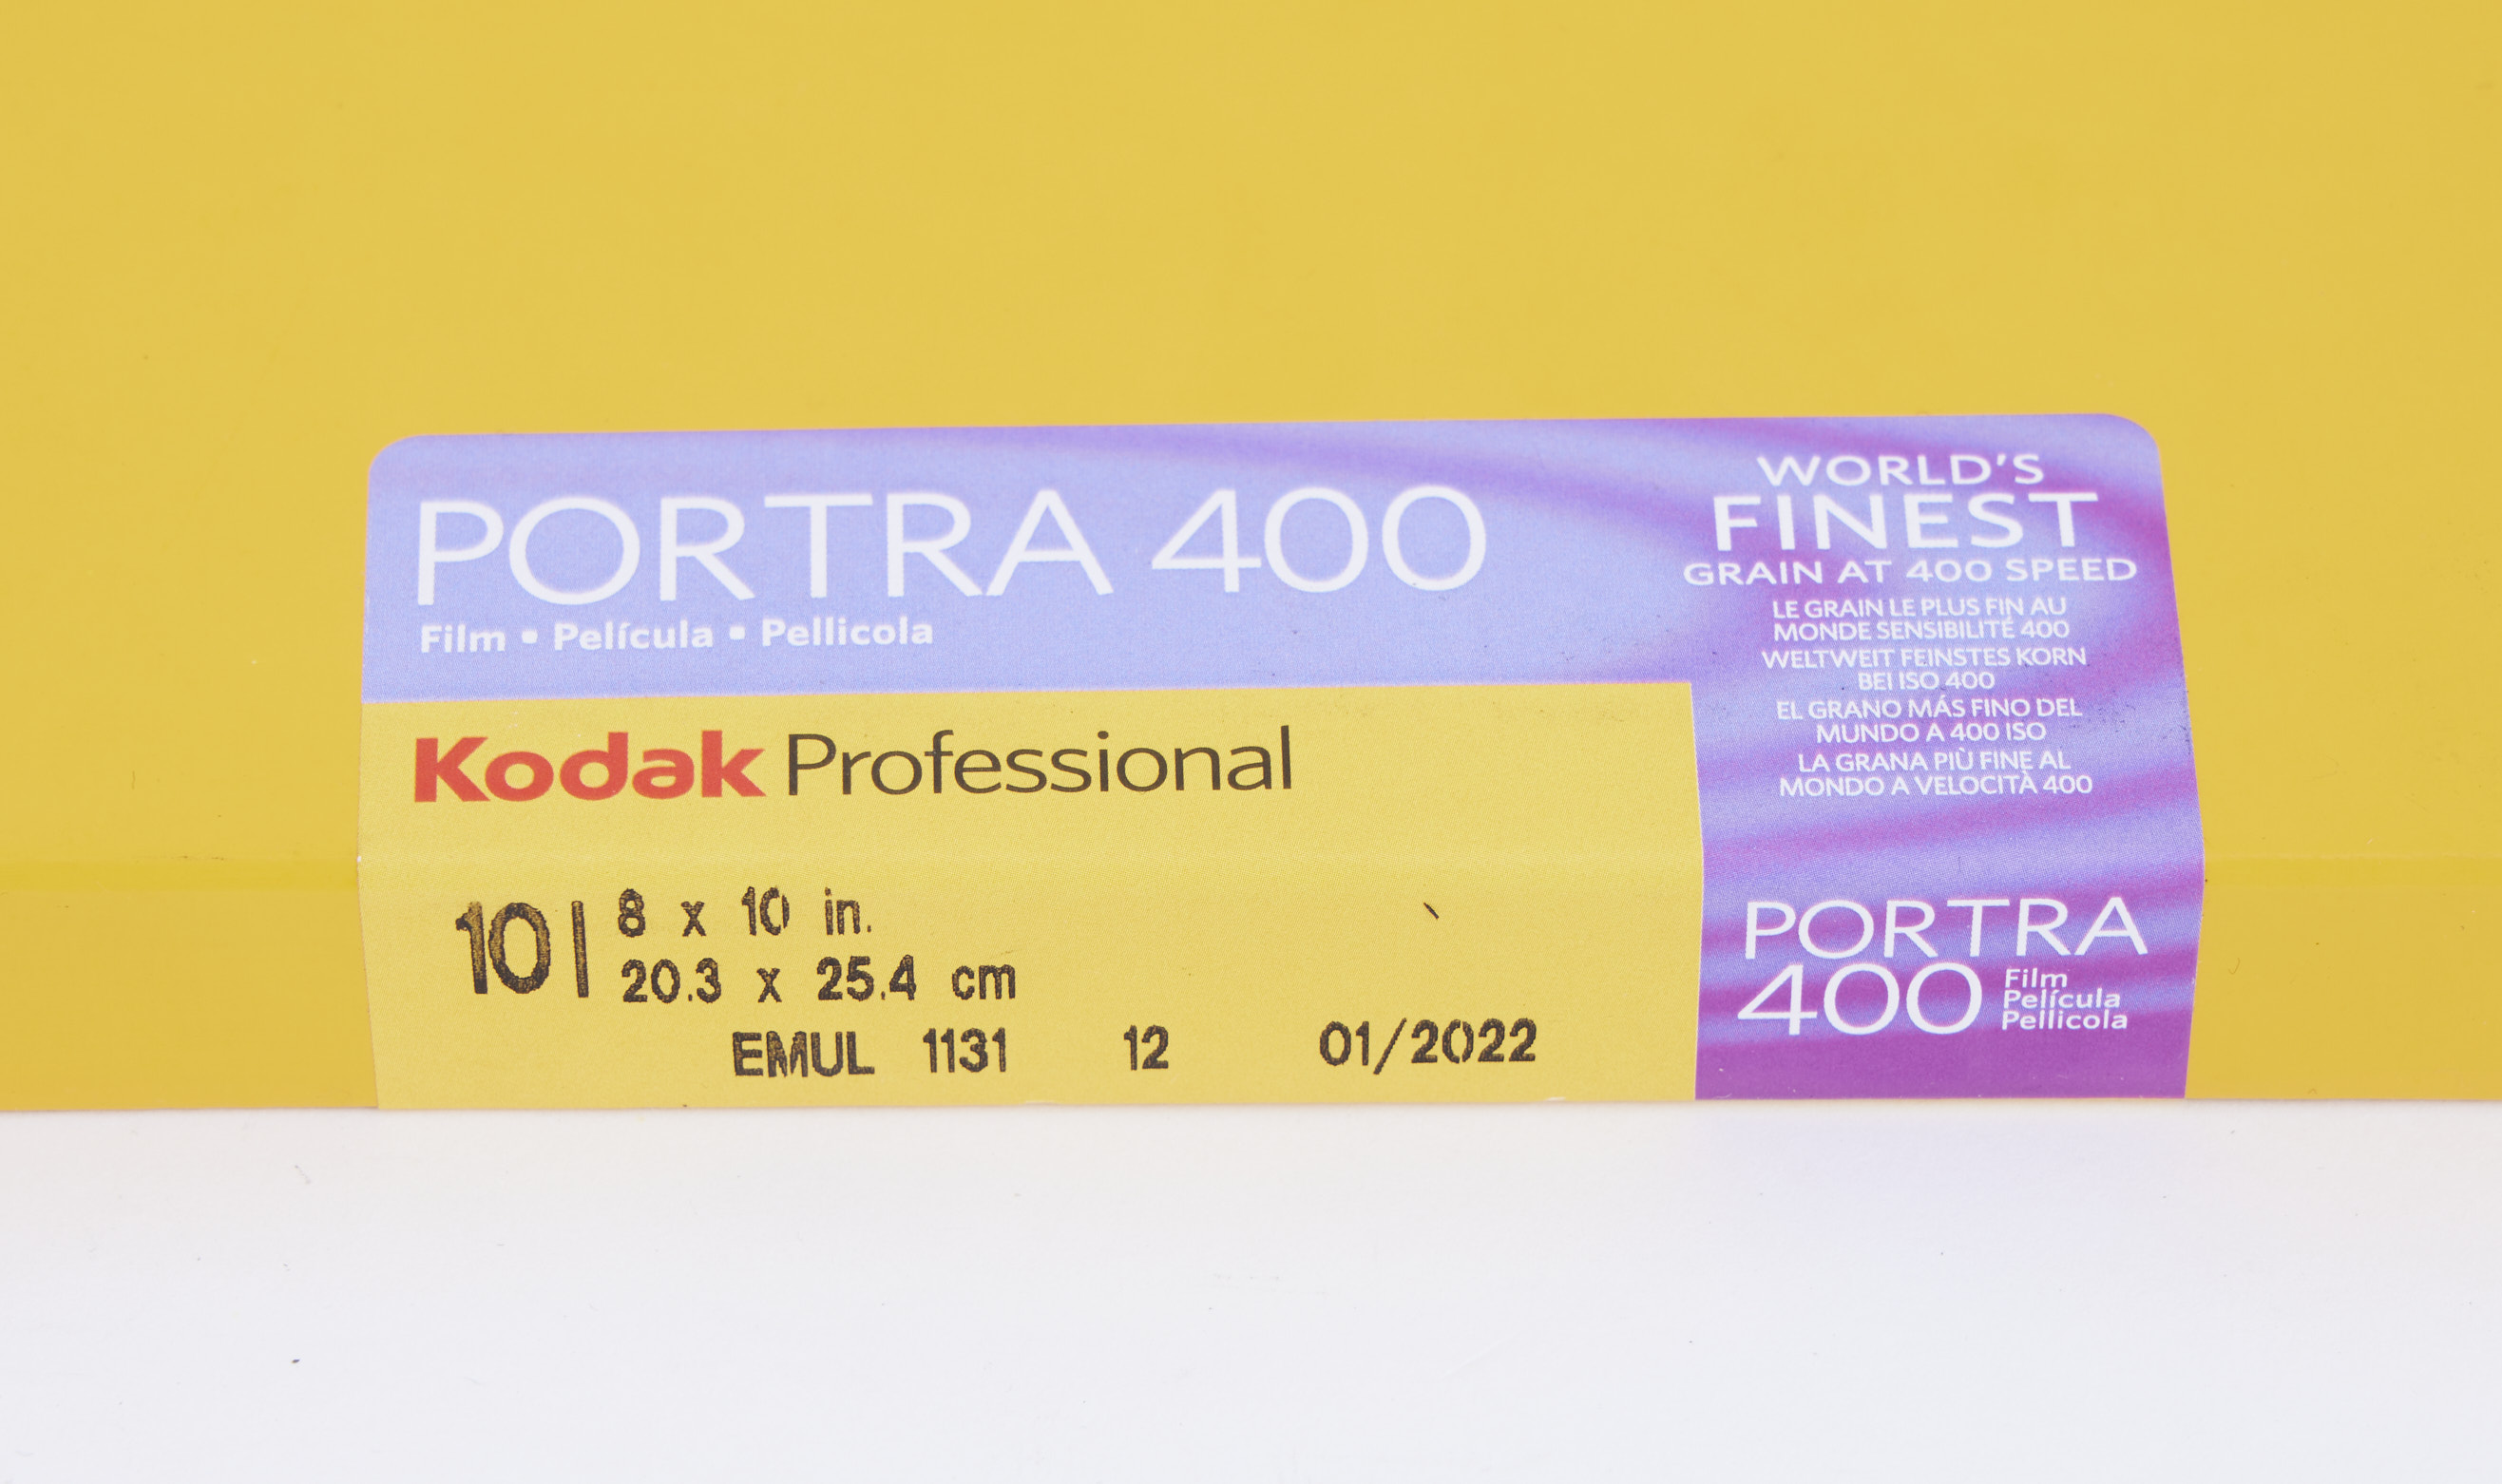 PORTRA 400
Film ▪ Película ▪ Pellicola
Kodak Professional
10 8 x 10 in.
20.3 x 25.4 cm
EMUL 1131 12 01/2022
WORLD'S
FINEST
GRAIN AT 400 SPEED
LE GRAIN LE PLUS FIN AU
MONDE SENSIBILITÉ 400
WELTWEIT FEINSTES KORN
BEI ISO 400
EL GRANO MÁS FINO DEL
MUNDO A 400 ISO
LA GRANA PIÙ FINE AL
MONDO A VELOCITÀ 400
PORTRA
400
Film
Película
Pellicola